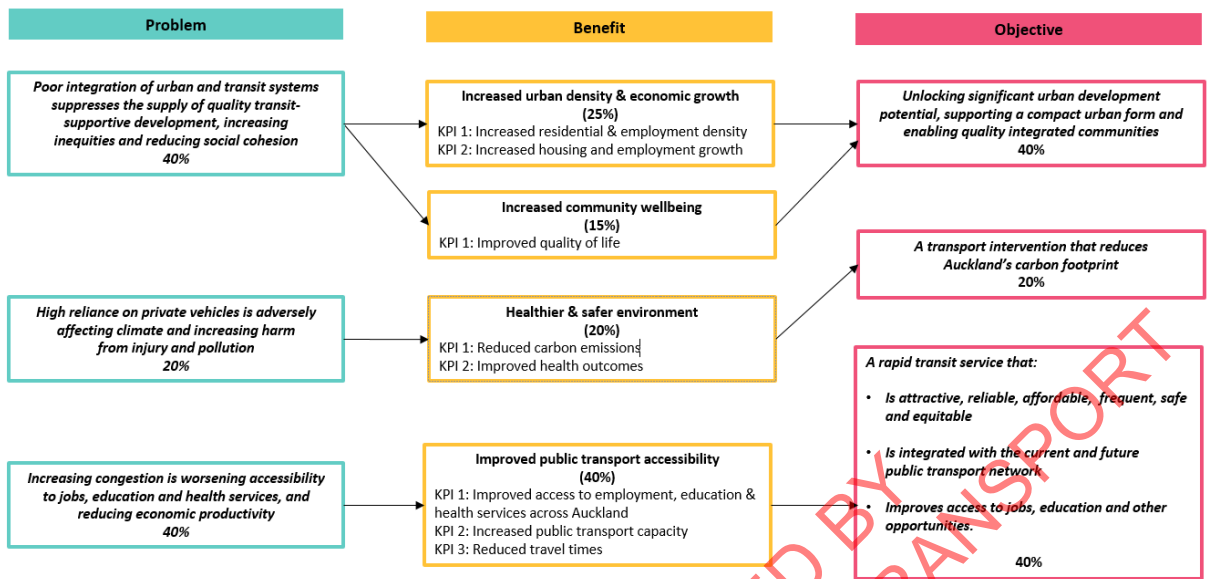 Problem
Benefit
Objective
Poor integration of urban and transit systems
suppresses the supply of quality transit-
supportive development, increasing
inequities and reducing social cohesion
40%
Increased urban density & economic growth
(25%)
KPI 1: Increased residential & employment density
KPI 2: Increased housing and employment growth
Unlocking significant urban development
potential, supporting a compact urban form and
enabling quality integrated communities
40%
Increased community wellbeing
(15%)
KPI 1: Improved quality of life
A transport intervention that reduces
Auckland's carbon footprint
20%
High reliance on private vehicles is adversely
affecting climate and increasing harm
from injury and pollution
20%
Healthier & safer environment
(20%)
KPI 1: Reduced carbon emissions
KPI 2: Improved health outcomes
A rapid transit service that:
• Is attractive, reliable, affordable, frequent, safe
and equitable
• Is integrated with the current and future
public transport network
• Improves access to jobs, education and other
opportunities.
40%
Increasing congestion is worsening accessibility
to jobs, education and health services, and
reducing economic productivity
40%
Improved public transport accessibility
(40%)
KPI 1: Improved access to employment, education &
health services across Auckland
KPI 2: Increased public transport capacity
KPI 3: Reduced travel times
BY
TRANSPORT